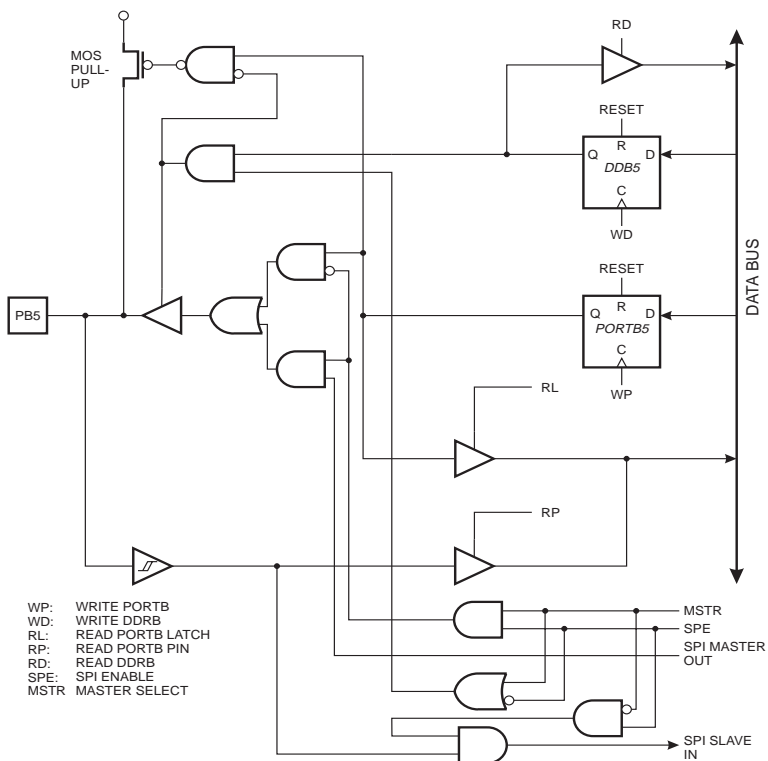 RD
MOS
PULL-
UP
RESET
R
Q
D
DDB5
C
WD
RESET
R
Q
D
PORTB5
C
WP
DATA BUS
PB5
RL
RP
WP: WRITE PORTB
WD: WRITE DDRB
RL: READ PORTB LATCH
RP: READ PORTB PIN
RD: READ DDRB
SPE: SPI ENABLE
MSTR MASTER SELECT
MSTR
SPE
SPI MASTER
OUT
SPI SLAVE
IN